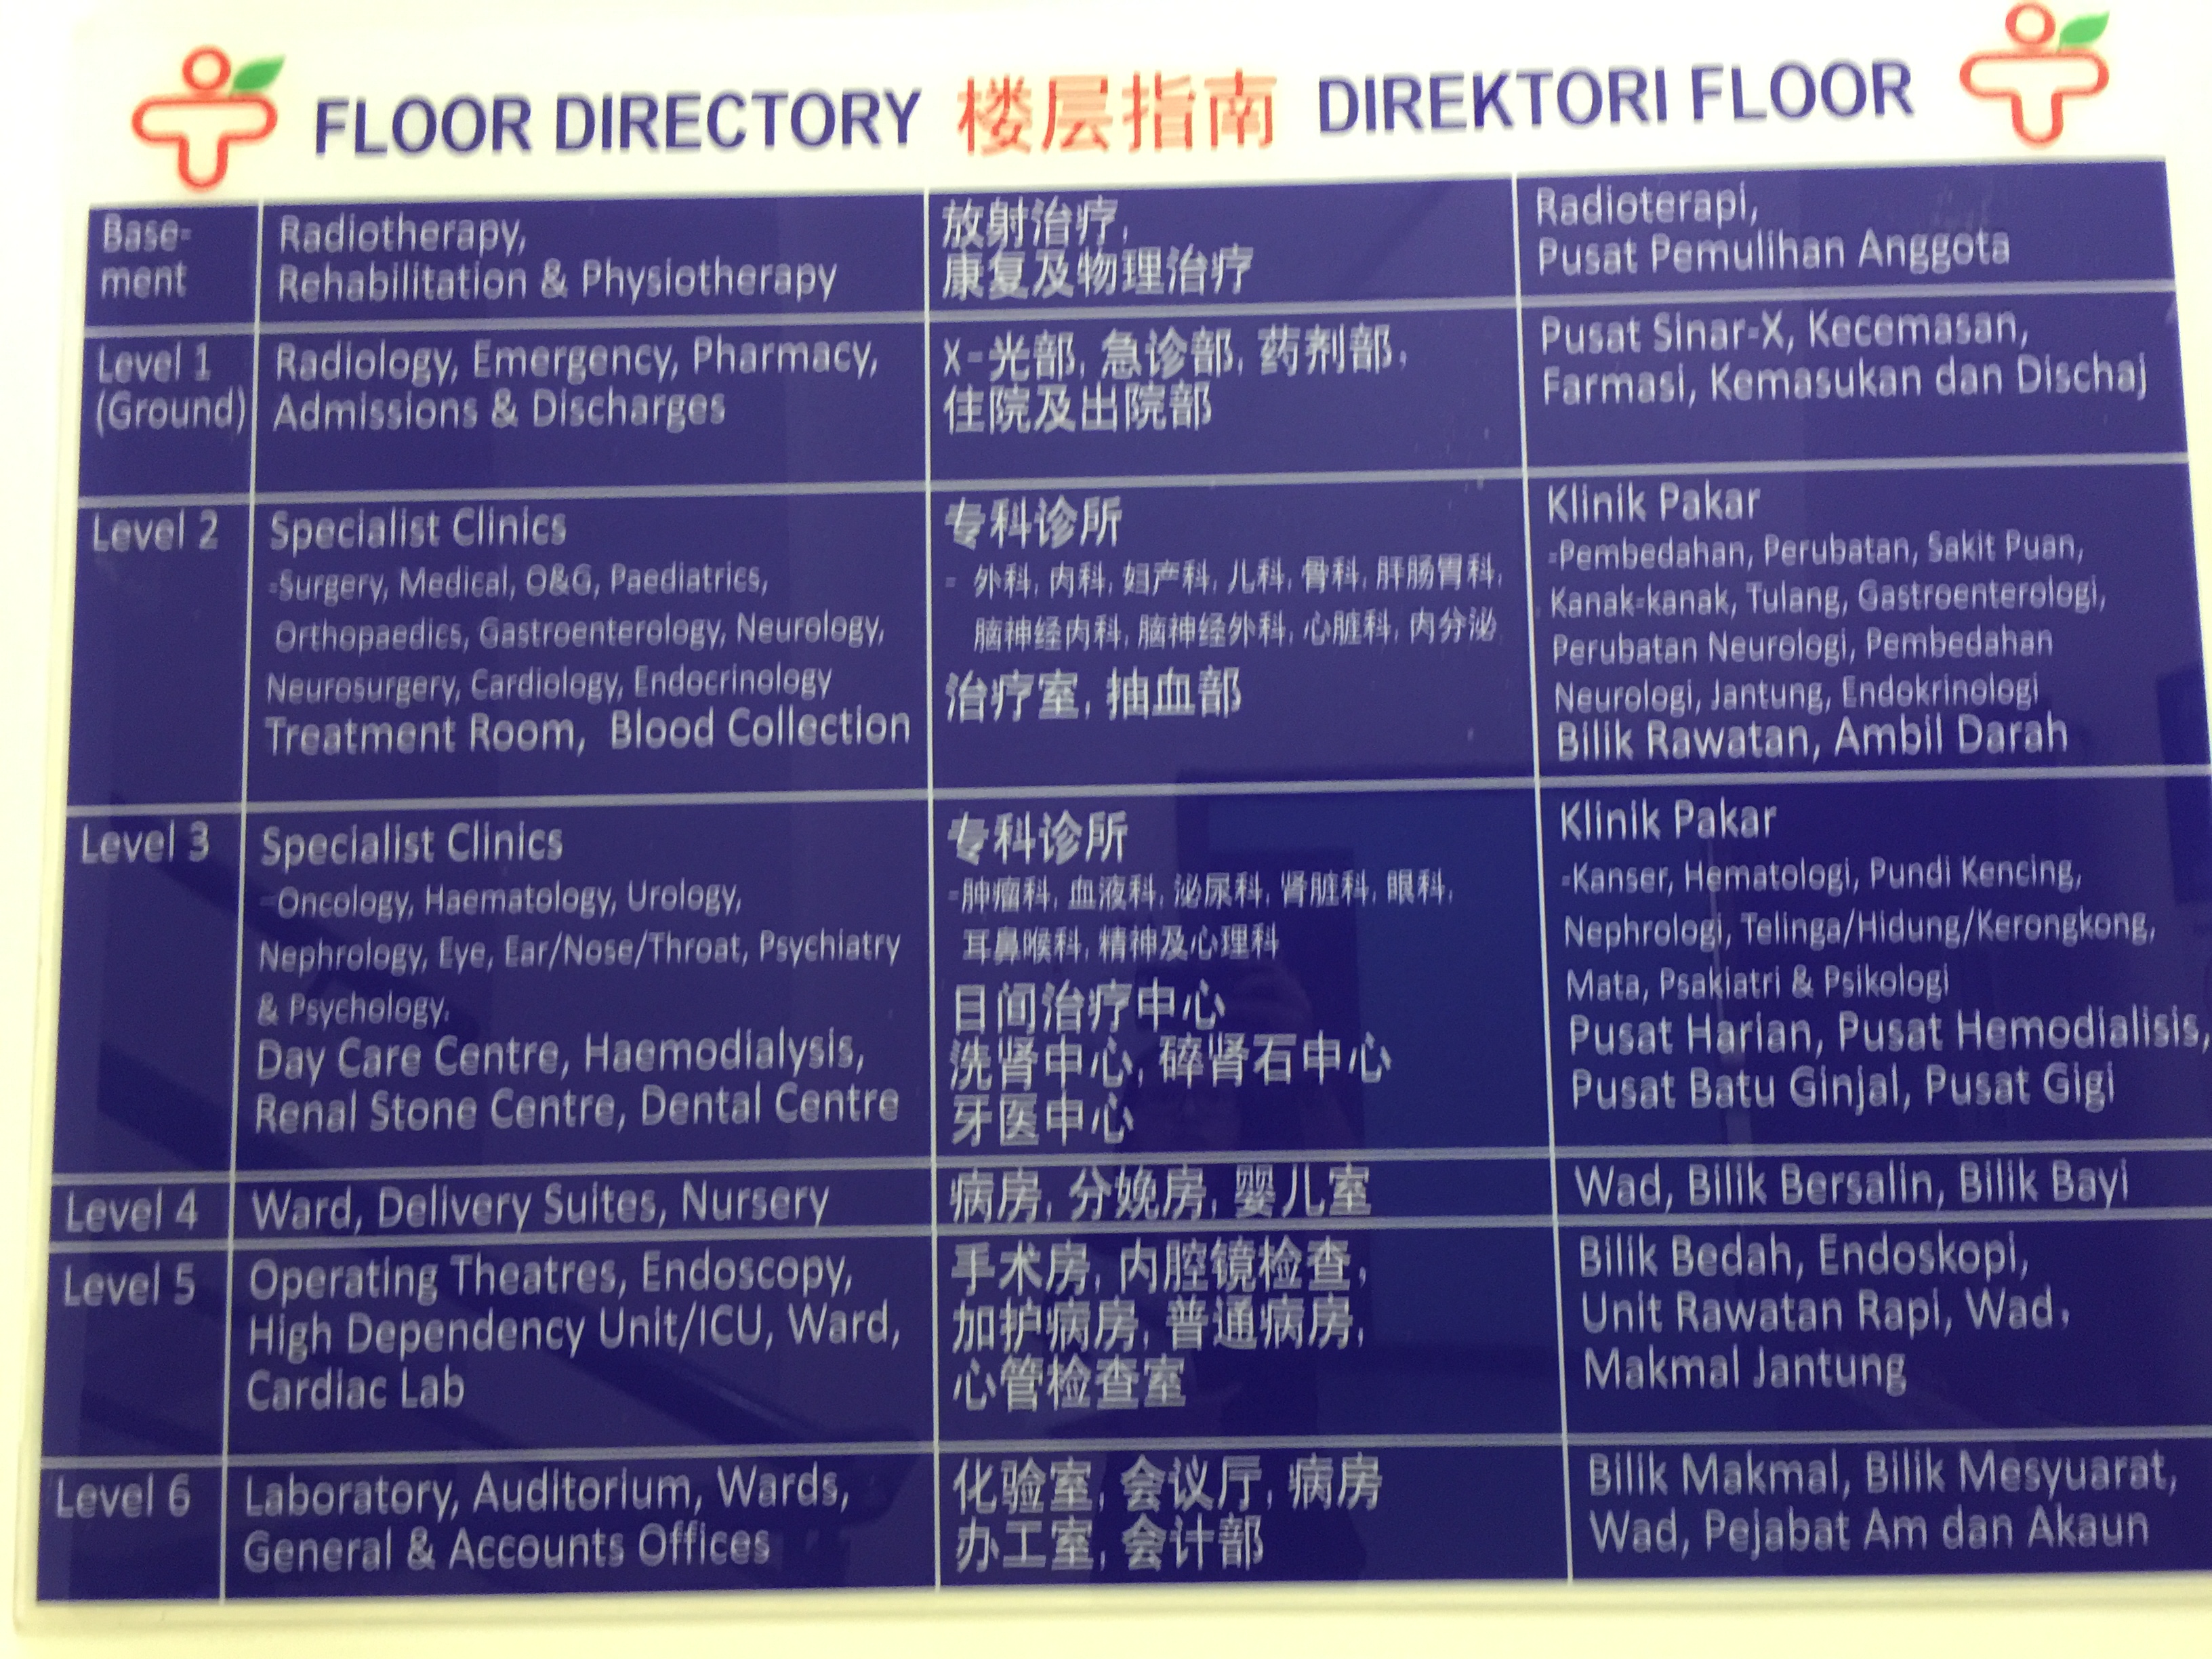 FLOOR DIRECTORY 楼层指南 DIREKTORI FLOOR
Base-
ment
Radiotherapy,
Rehabilitation & Physiotherapy
放射治疗,
康复及物理治疗
Radioterapi,
Pusat Pemulihan Anggota
Level 1
(Ground)
Radiology, Emergency, Pharmacy,
Admissions & Discharges
X-光部, 急诊部, 药剂部,
住院及出院部
Pusat Sinar-X, Kecemasan,
Farmasi, Kemasukan dan Dischaj
Level 2
Specialist Clinics
-Surgery, Medical, O&G, Paediatrics,
Orthopaedics, Gastroenterology, Neurology,
Neurosurgery, Cardiology, Endocrinology
Treatment Room, Blood Collection
专科诊所
- 外科, 内科, 妇产科, 儿科, 骨科, 肝肠胃科,
脑神经内科, 脑神经外科, 心脏科, 内分泌
治疗室, 抽血部
Klinik Pakar
-Pembedahan, Perubatan, Sakit Puan,
Kanak-kanak, Tulang, Gastroenterologi,
Perubatan Neurologi, Pembedahan
Neurologi, Jantung, Endokrinologi
Bilik Rawatan, Ambil Darah
Level 3
Specialist Clinics
-Oncology, Haematology, Urology,
Nephrology, Eye, Ear/Nose/Throat, Psychiatry
& Psychology.
Day Care Centre, Haemodialysis,
Renal Stone Centre, Dental Centre
专科诊所
-肿瘤科, 血液科, 泌尿科, 肾脏科, 眼科,
耳鼻喉科, 精神及心理科
日间治疗中心
洗肾中心, 碎肾石中心
牙医中心
Klinik Pakar
-Kanser, Hematologi, Pundi Kencing,
Nephrologi, Telinga/Hidung/Kerongkong,
Mata, Psakiatri & Psikologi
Pusat Harian, Pusat Hemodialisis,
Pusat Batu Ginjal, Pusat Gigi
Level 4
Ward, Delivery Suites, Nursery
病房, 分娩房, 婴儿室
Wad, Bilik Bersalin, Bilik Bayi
Level 5
Operating Theatres, Endoscopy,
High Dependency Unit/ICU, Ward,
Cardiac Lab
手术房, 内腔镜检查,
加护病房, 普通病房,
心管检查室
Bilik Bedah, Endoskopi,
Unit Rawatan Rapi, Wad,
Makmal Jantung
Level 6
Laboratory, Auditorium, Wards,
General & Accounts Offices
化验室, 会议厅, 病房
办工室, 会计部
Bilik Makmal, Bilik Mesyuarat,
Wad, Pejabat Am dan Akaun